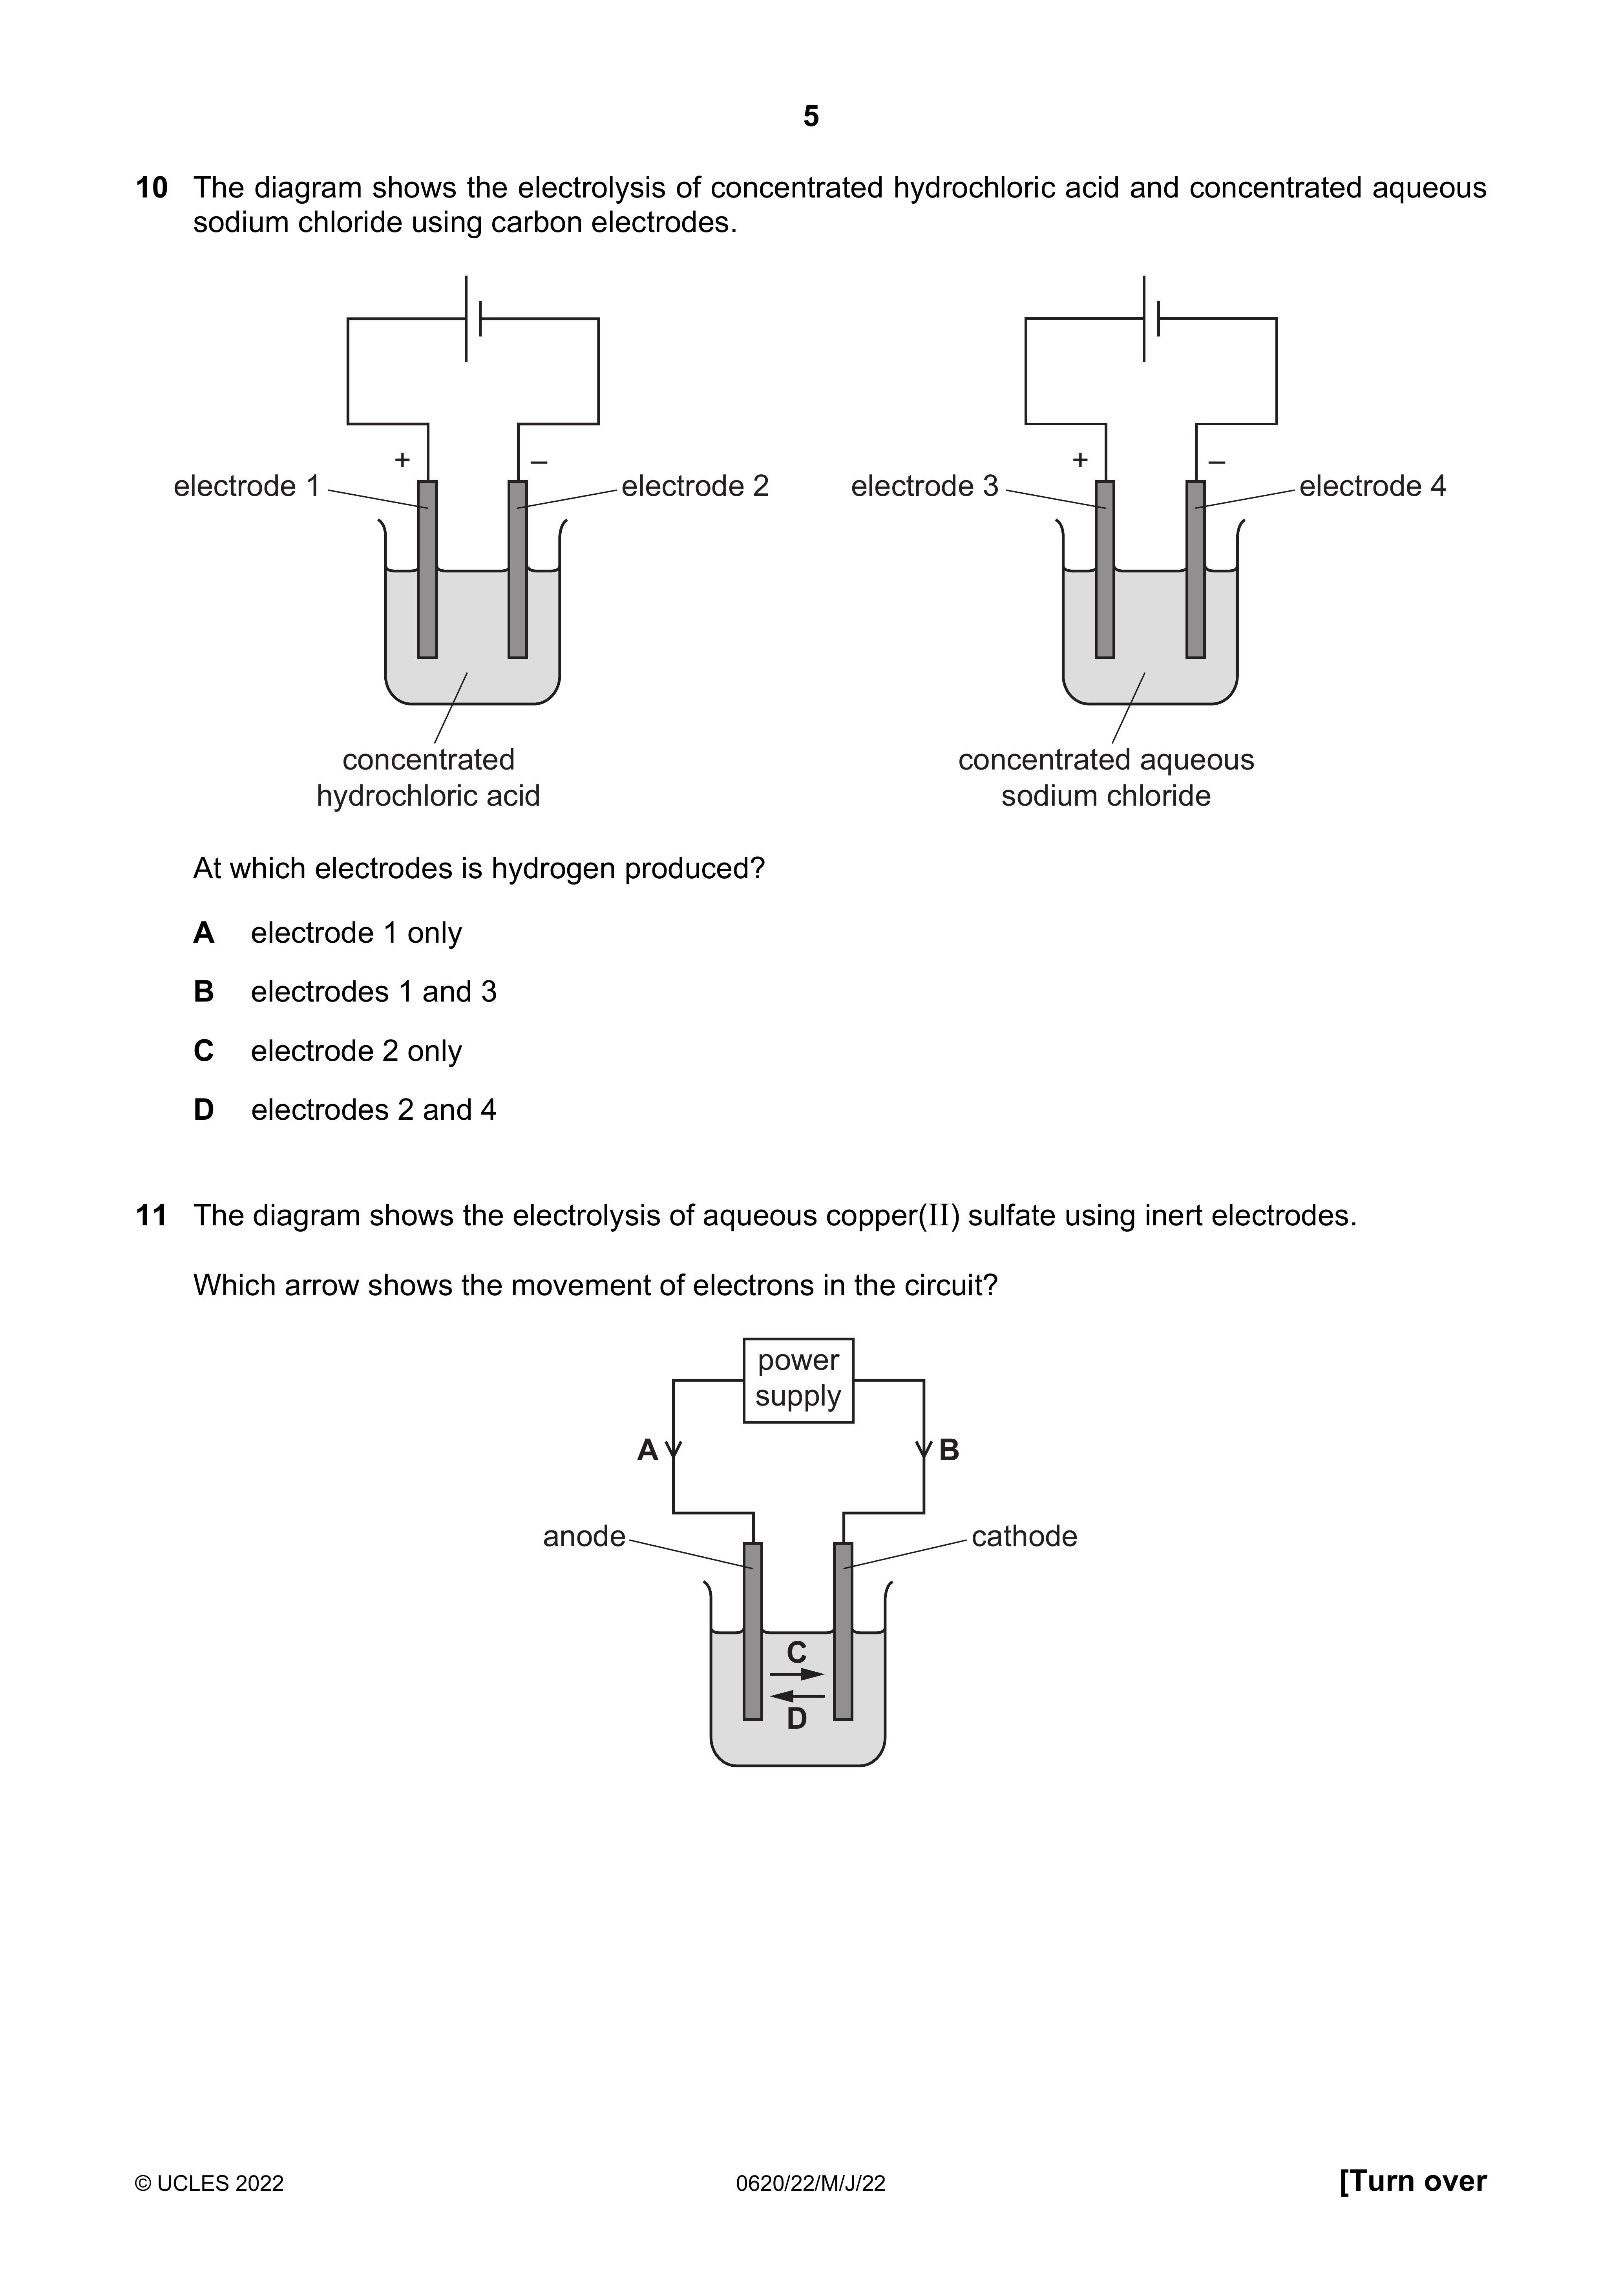 5
10 The diagram shows the electrolysis of concentrated hydrochloric acid and concentrated aqueous
sodium chloride using carbon electrodes.
+ –
electrode 1 electrode 2
concentrated
hydrochloric acid
+ –
electrode 3 electrode 4
concentrated aqueous
sodium chloride
At which electrodes is hydrogen produced?
A electrode 1 only
B electrodes 1 and 3
C electrode 2 only
D electrodes 2 and 4
11 The diagram shows the electrolysis of aqueous copper(II) sulfate using inert electrodes.
Which arrow shows the movement of electrons in the circuit?
power
supply
A B
anode cathode
C
D
© UCLES 2022 0620/22/M/J/22 [Turn over